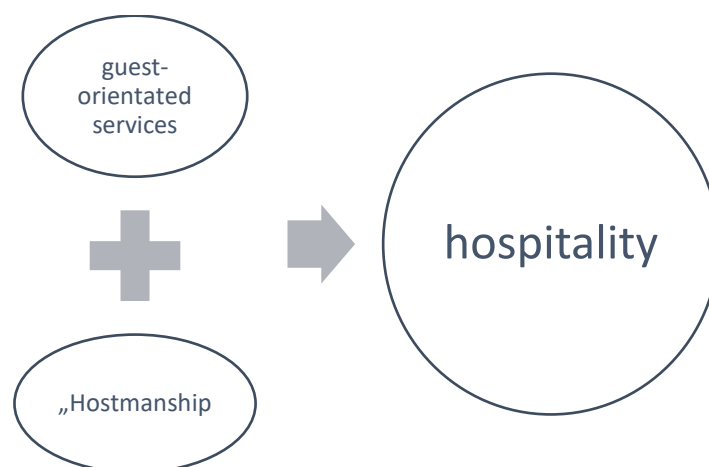 guest-
orientated
services
hospitality
„Hostmanship